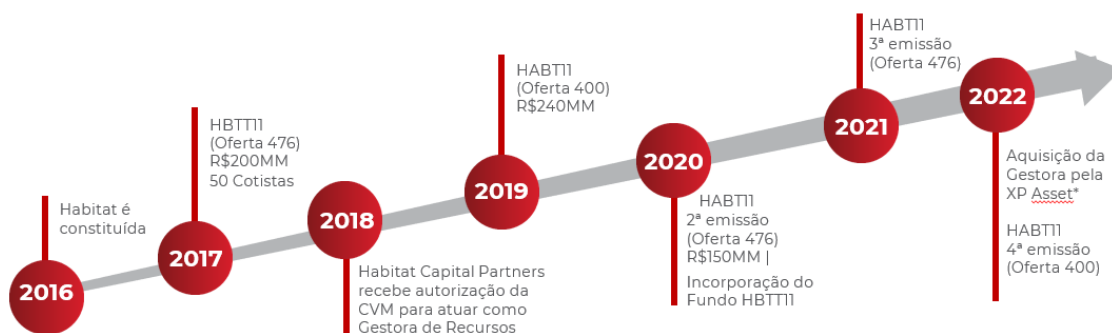 2016
Habitat é
constituída
2017
HBTT11
(Oferta 476)
R$200MM
50 Cotistas
2018
Habitat Capital Partners
recebe autorização da
CVM para atuar como
Gestora de Recursos
2019
HABT11
(Oferta 400)
R$240MM
2020
HABT11
2ª emissão
(Oferta 476)
R$150MM |
Incorporação do
Fundo HBTT11
2021
HABT11
3ª emissão
(Oferta 476)
2022
Aquisição da
Gestora pela
XP Asset*
HABT11
4ª emissão
(Oferta 400)